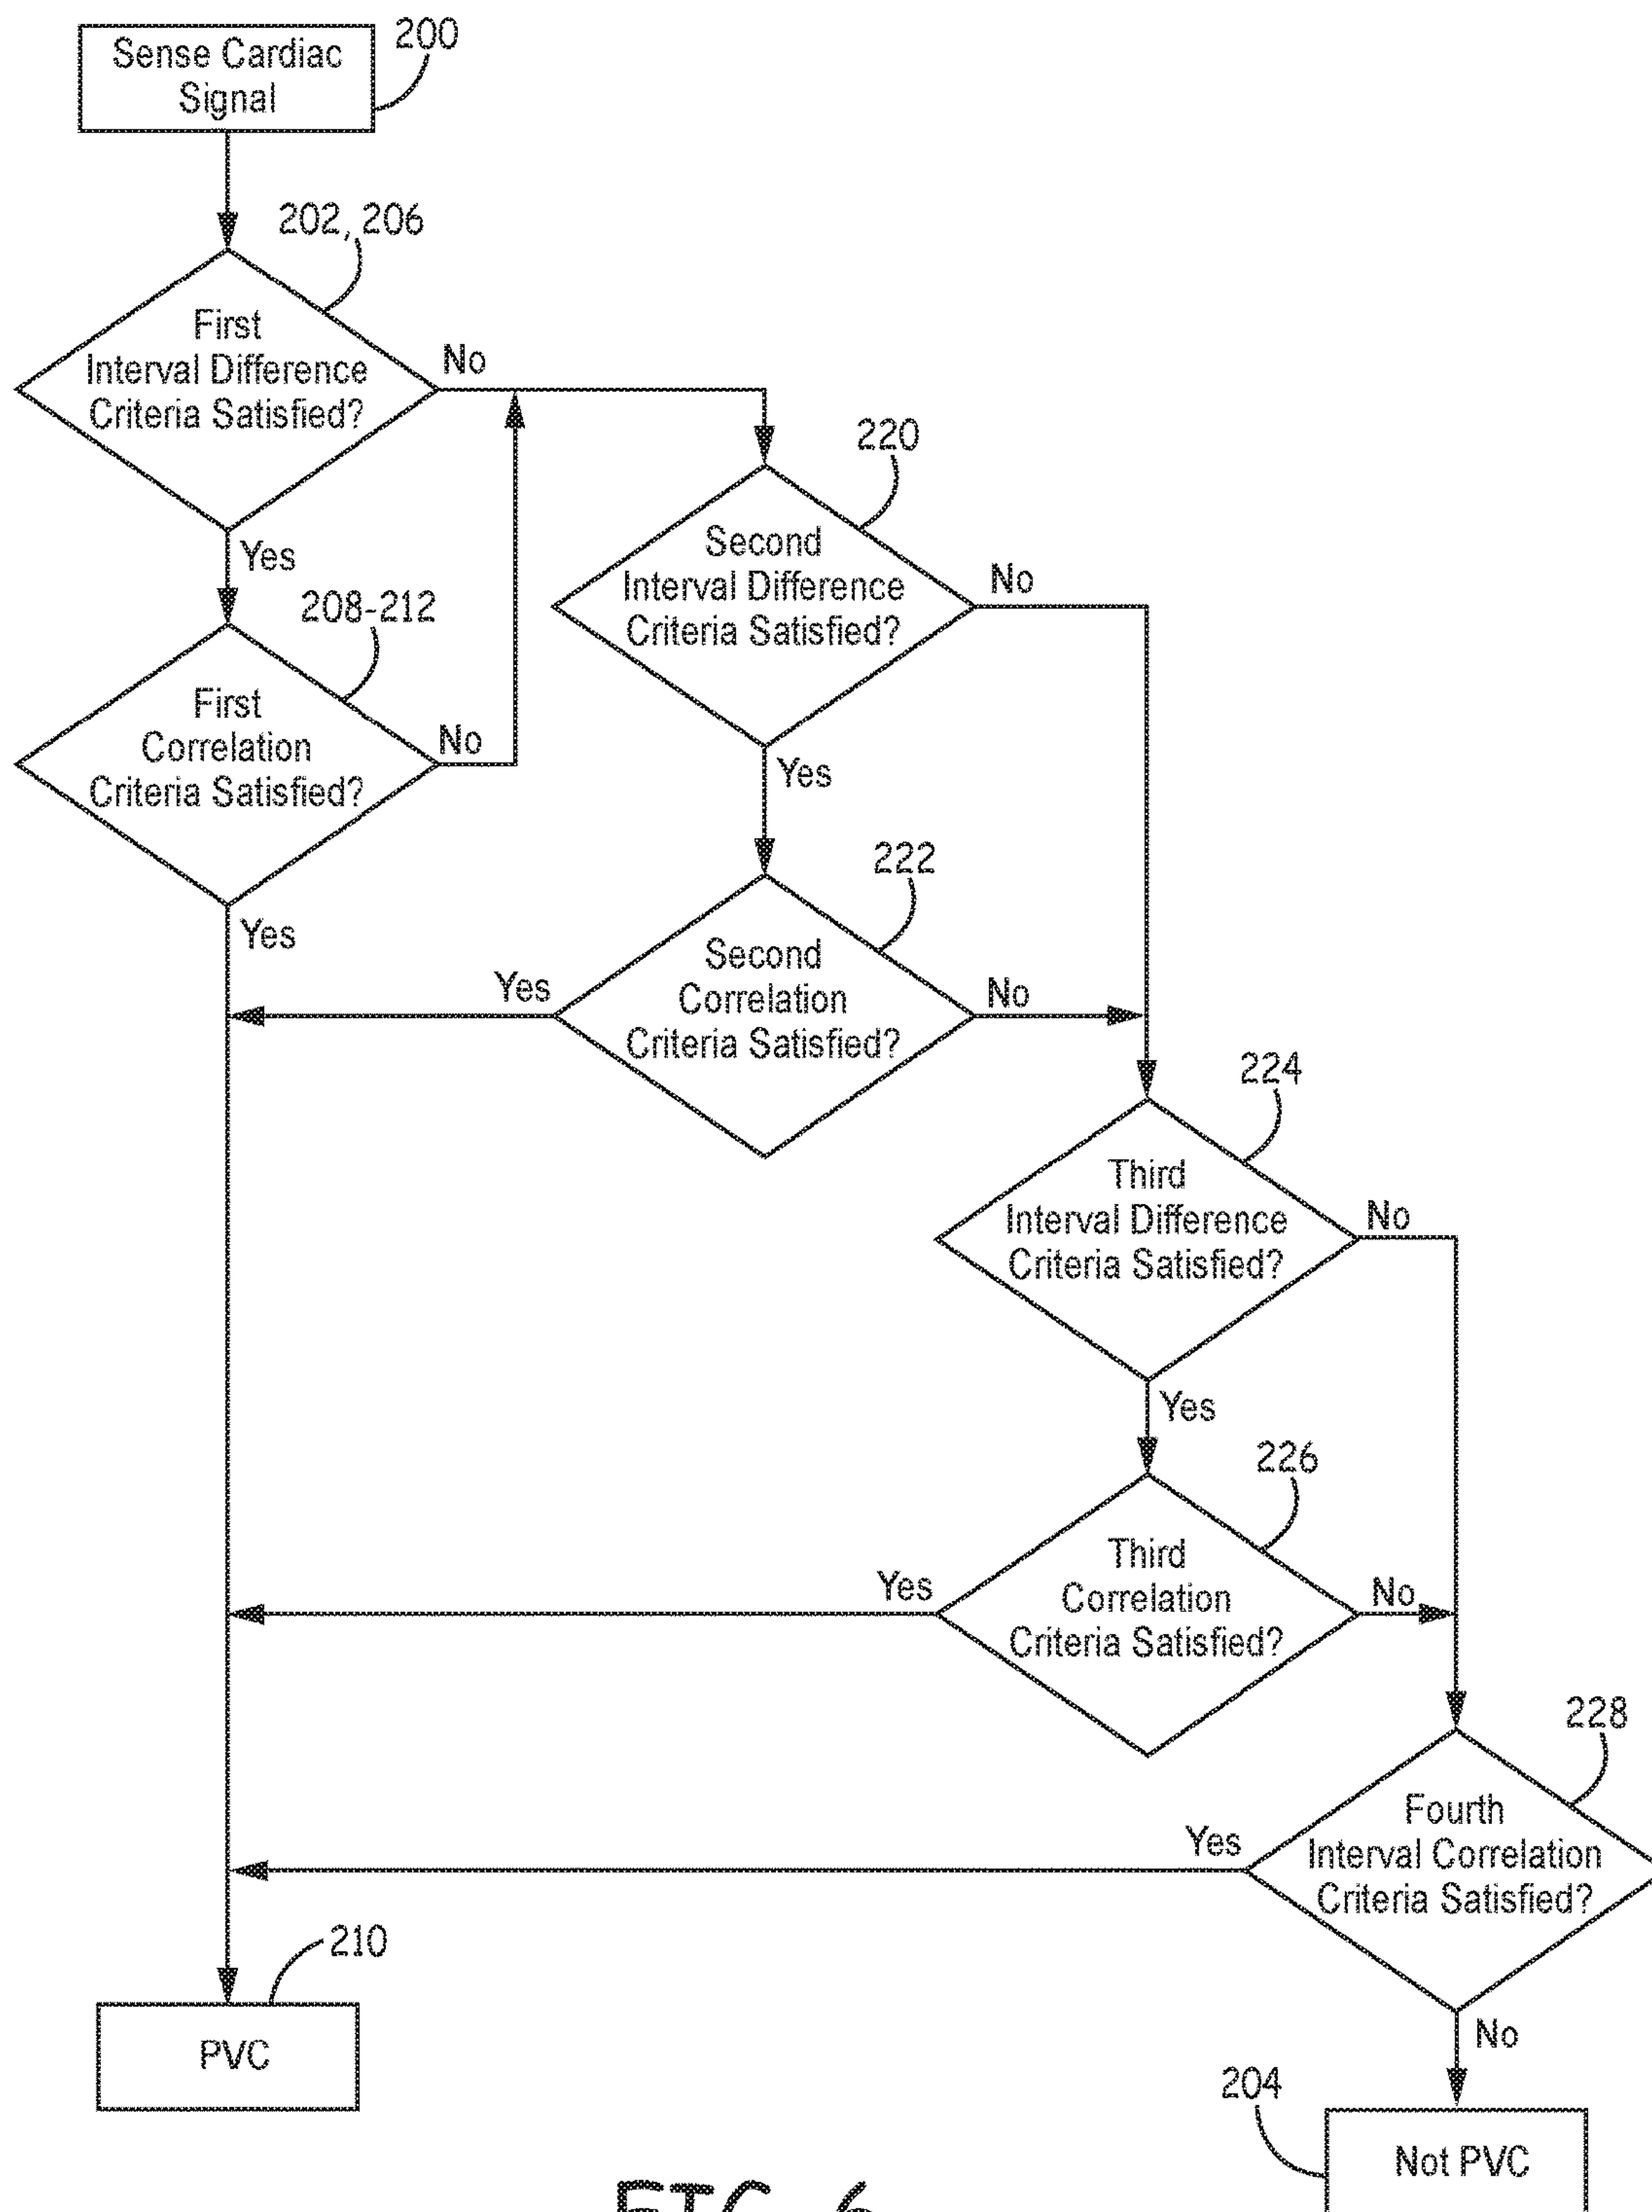 Sense Cardiac
Signal
200
202, 206
First
Interval Difference
Criteria Satisfied?
No
Yes
220
Second
Interval Difference
Criteria Satisfied?
No
Yes
208-212
First
Correlation
Criteria Satisfied?
No
Yes
222
Second
Correlation
Criteria Satisfied?
Yes
No
224
Third
Interval Difference
Criteria Satisfied?
No
Yes
226
Third
Correlation
Criteria Satisfied?
Yes
No
228
Fourth
Interval Correlation
Criteria Satisfied?
Yes
No
210
PVC
204
Not PVC
FIG. 6